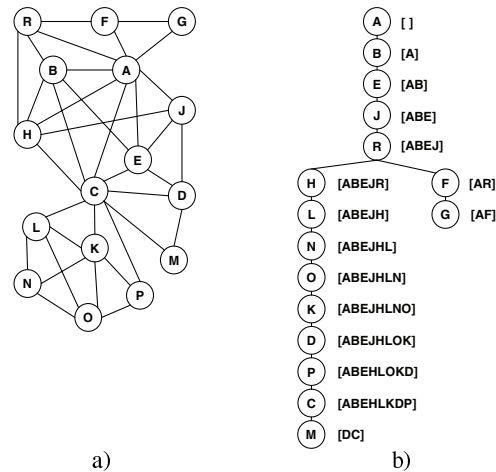 R F G
B A
J
H
E
C
D
L
K
M
N
P
O
a)
A []
B [A]
E [AB]
J [ABE]
R [ABEJ]
H [ABEJR] F [AR]
L [ABEJH] G [AF]
N [ABEJHL]
O [ABEJHLN]
K [ABEJHLNO]
D [ABEJHLOK]
P [ABEHLOKD]
C [ABEHLKDP]
M [DC]
b)